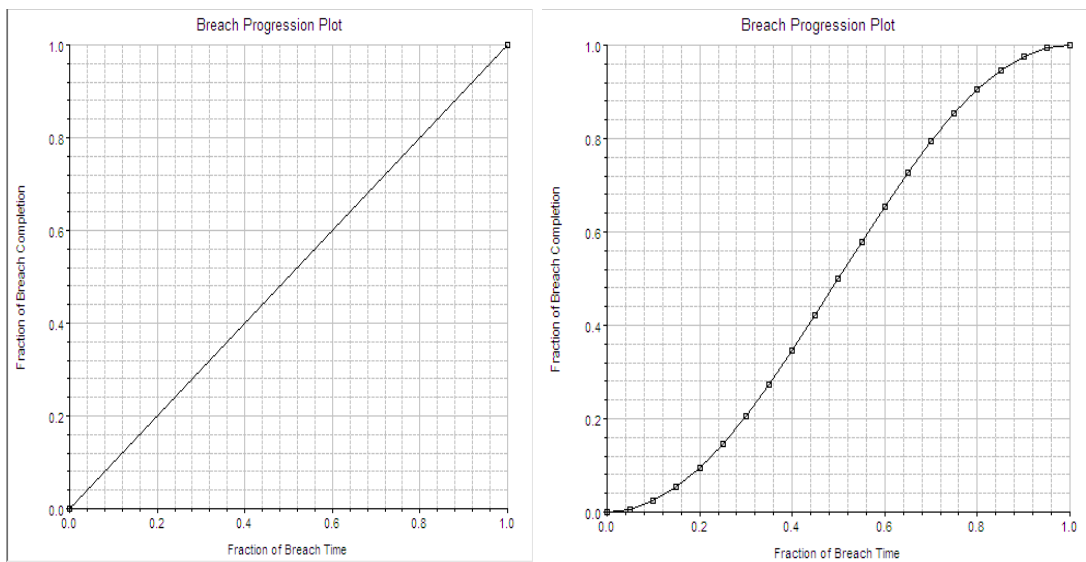 Breach Progression Plot
1.0
0.8
0.6
0.4
0.2
0.0
Fraction of Breach Completion
0.0 0.2 0.4 0.6 0.8 1.0
Fraction of Breach Time
Breach Progression Plot
1.0
0.8
0.6
0.4
0.2
0.0
Fraction of Breach Completion
0.0 0.2 0.4 0.6 0.8 1.0
Fraction of Breach Time